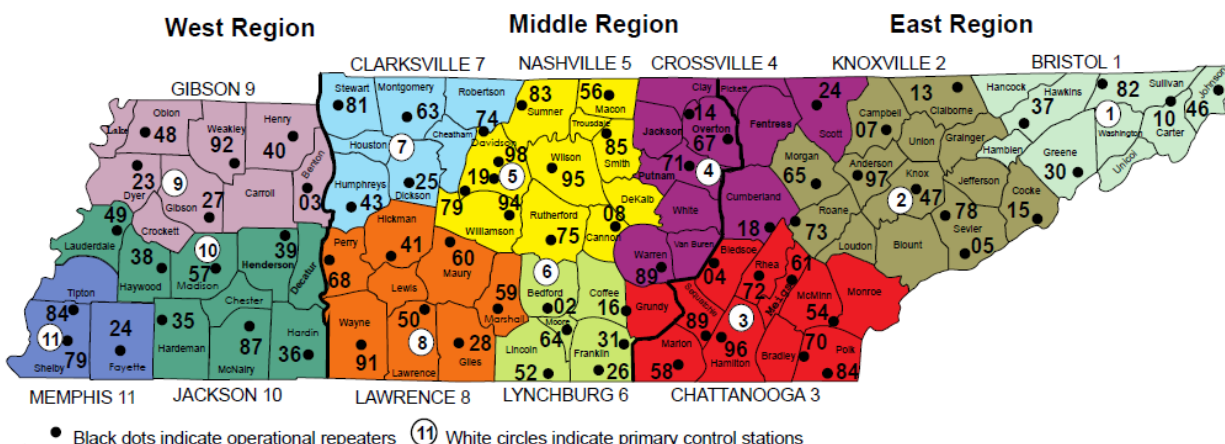 West Region
Middle Region
East Region
GIBSON 9
CLARKSVILLE 7
NASHVILLE 5
CROSSVILLE 4
KNOXVILLE 2
BRISTOL 1
Lake
Obion
48
Weakley
92
Henry
40
Benton
03
23
Dyer
9
Gibson
27
Carroll
Crockett
49
Lauderdale
38
Haywood
10
57
Madison
39
Henderson
Decatur
Tipton
84
11
79
Shelby
24
Fayette
35
Hardeman
Chester
87
McNairy
Hardin
36
Stewart
81
Montgomery
63
Robertson
74
Cheatham
Houston
7
Humphreys
43
25
Dickson
83
Sumner
56
Macon
Trousdale
85
Smith
Davidson
98
19
5
Wilson
95
79
94
Williamson
Rutherford
75
DeKalb
08
Cannon
Perry
68
Hickman
41
60
Maury
Lewis
59
Marshall
Wayne
91
50
8
Lawrence
28
Giles
6
Bedford
02
Coffee
16
Moore
64
Lincoln
52
31
Franklin
26
Clay
14
Pickett
Jackson
Overton
67
71
Putnam
4
Fentress
24
Scott
White
Cumberland
18
Van Buren
Warren
89
Bledsoe
04
Rhea
72
61
Meigs
Grundy
Sequatchie
89
Marion
58
3
96
Hamilton
McMinn
54
Monroe
Bradley
70
Polk
84
13
Campbell
07
Claiborne
Union
Grainger
Morgan
65
Anderson
97
Knox
2
47
Jefferson
78
Sevier
05
Cocke
15
Roane
73
Loudon
Blount
Hancock
Hawkins
37
Hamblen
82
Sullivan
1
Washington
10
Carter
46
Johnson
Greene
30
Unicoi
MEMPHIS 11
JACKSON 10
LAWRENCE 8
LYNCHBURG 6
CHATTANOOGA 3
Black dots indicate operational repeaters
11 White circles indicate primary control stations